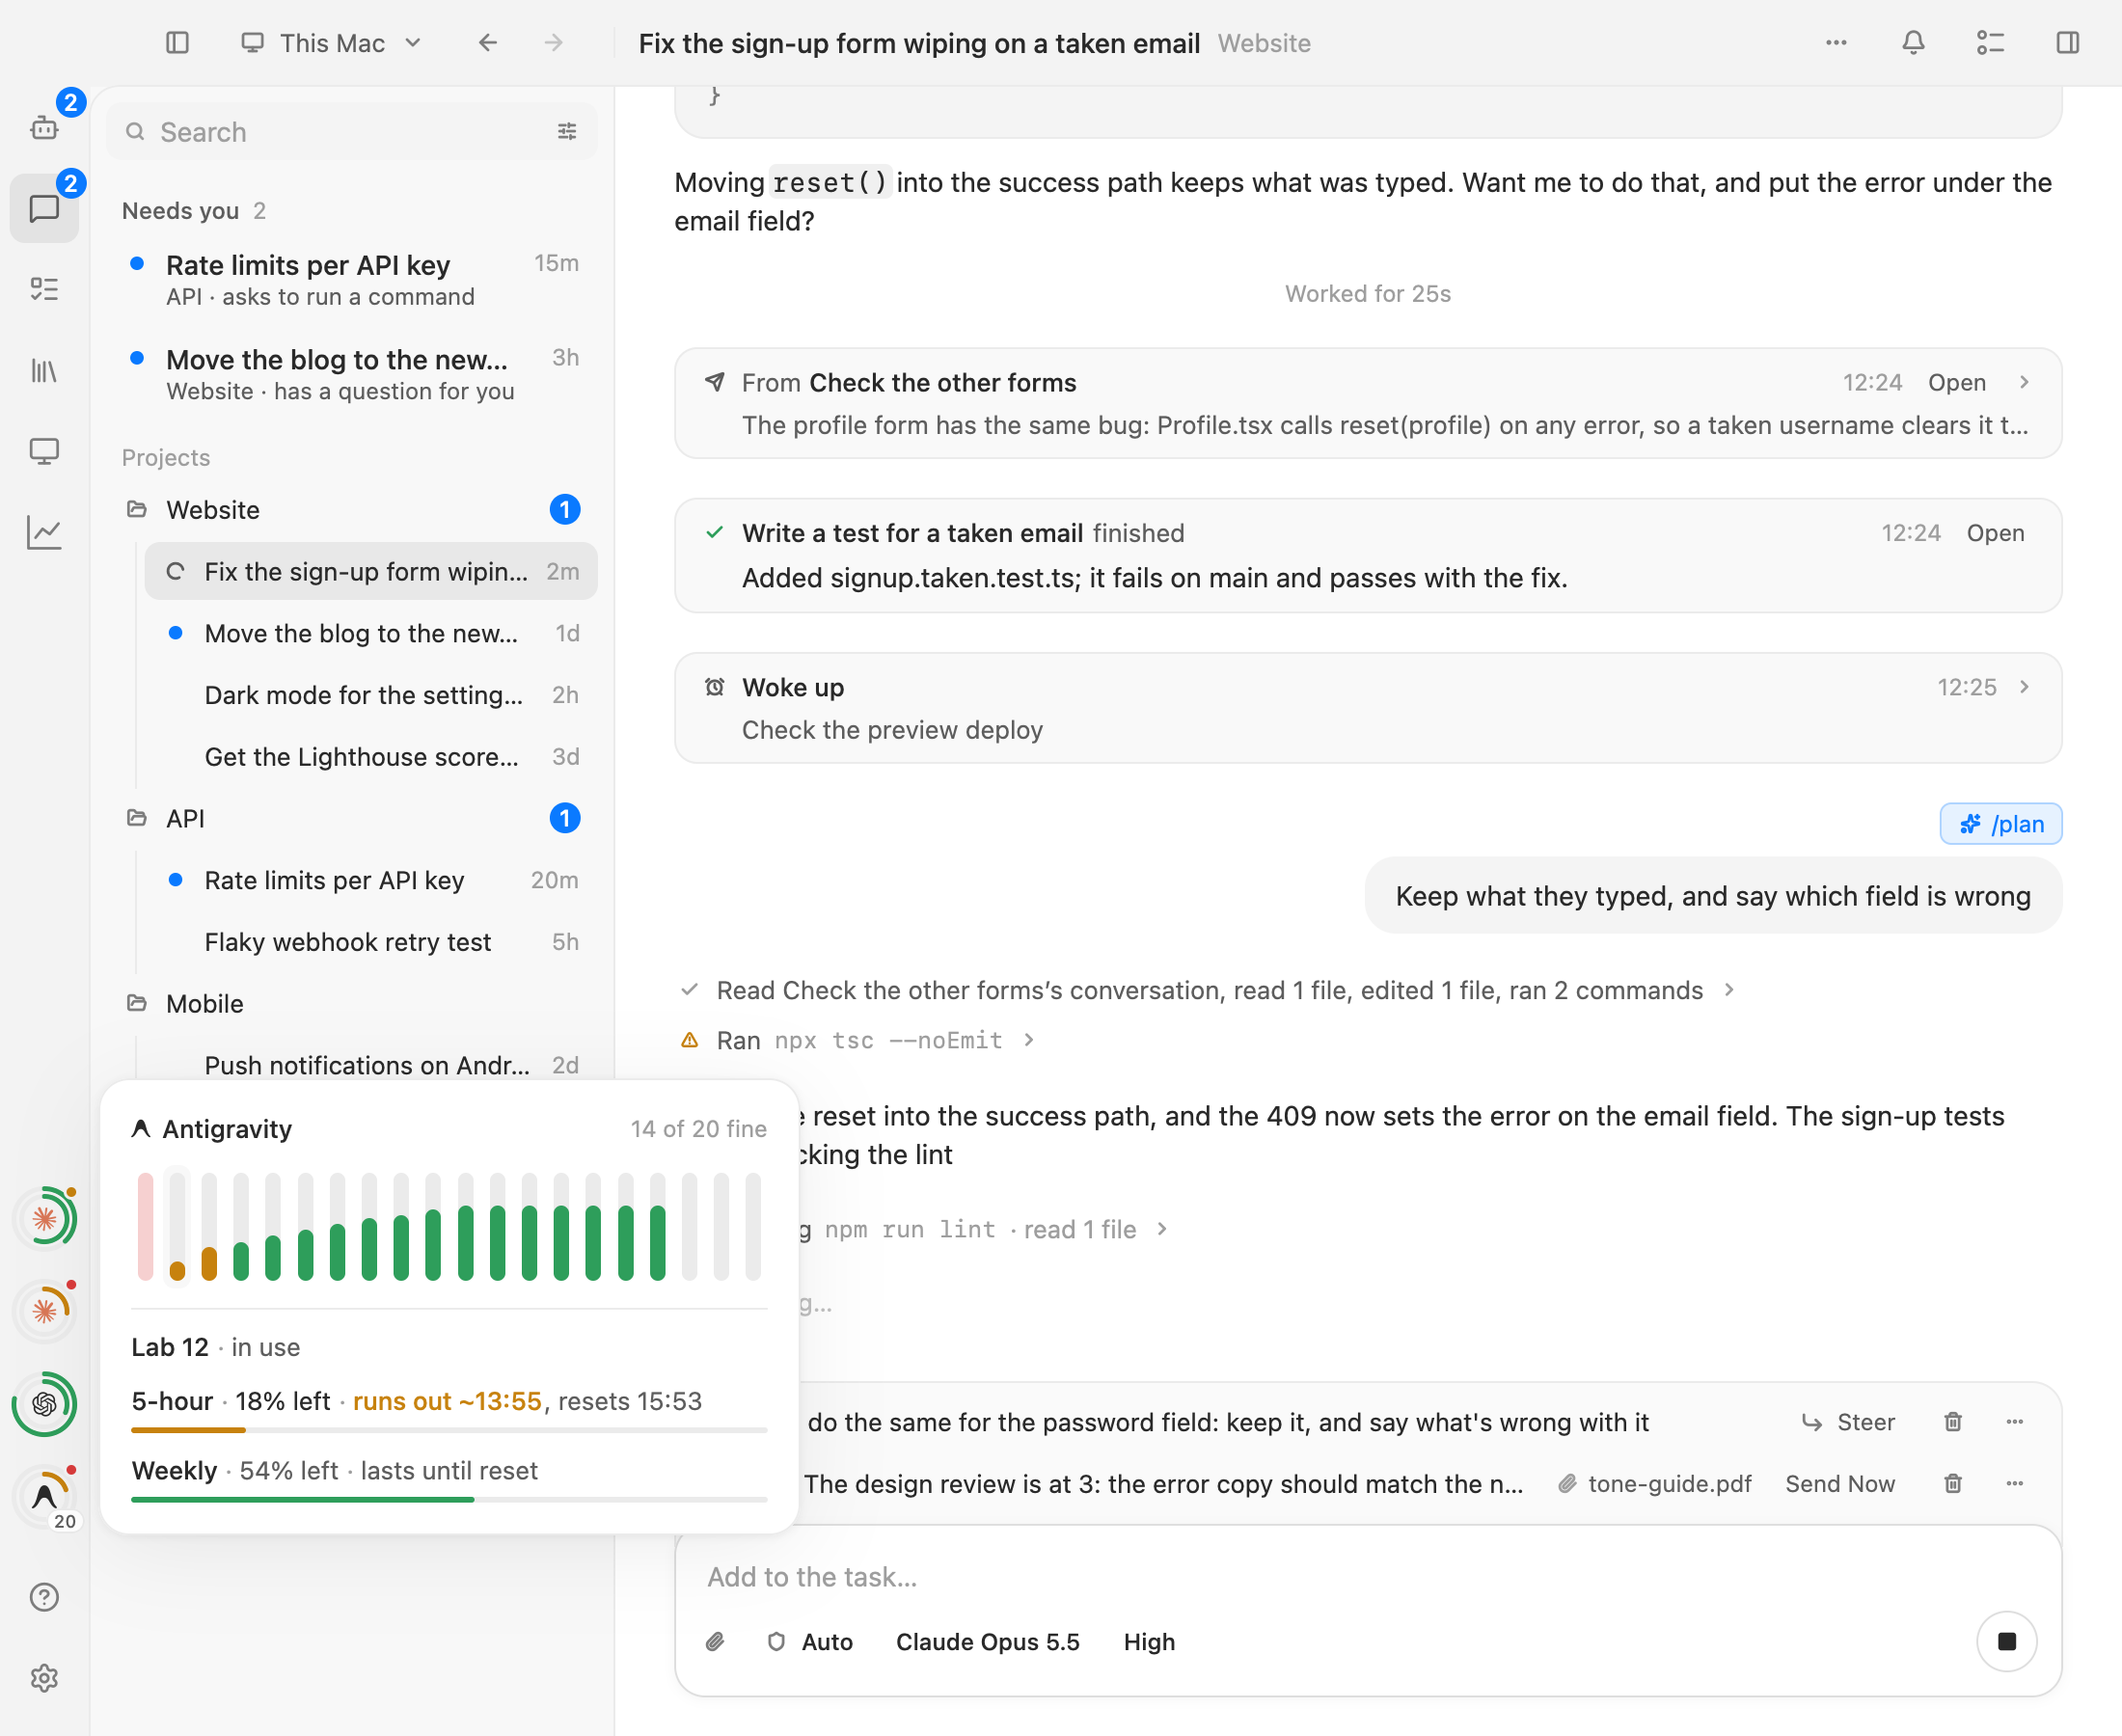 This Mac
Fix the sign-up form wiping on a taken email Website
2
2
Search
Needs you 2
Rate limits per API key 15m
API · asks to run a command
Move the blog to the new... 3h
Website · has a question for you
Projects
Website 1
Fix the sign-up form wipin... 2m
Move the blog to the new... 1d
Dark mode for the setting... 2h
Get the Lighthouse score... 3d
API 1
Rate limits per API key 20m
Flaky webhook retry test 5h
Mobile
Push notifications on Andr... 2d
}
Moving reset() into the success path keeps what was typed. Want me to do that, and put the error under the
email field?
Worked for 25s
From Check the other forms 12:24 Open
The profile form has the same bug: Profile.tsx calls reset(profile) on any error, so a taken username clears it t...
Write a test for a taken email finished 12:24 Open
Added signup.taken.test.ts; it fails on main and passes with the fix.
Woke up 12:25
Check the preview deploy
/plan
Keep what they typed, and say which field is wrong
Read Check the other forms's conversation, read 1 file, edited 1 file, ran 2 commands
Ran npx tsc --noEmit
e reset into the success path, and the 409 now sets the error on the email field. The sign-up tests
cking the lint
g npm run lint · read 1 file
g...
do the same for the password field: keep it, and say what's wrong with it Steer
The design review is at 3: the error copy should match the n... tone-guide.pdf Send Now
Add to the task...
Auto Claude Opus 5.5 High
Antigravity 14 of 20 fine
Lab 12 · in use
5-hour · 18% left · runs out ~13:55, resets 15:53
Weekly · 54% left · lasts until reset
20